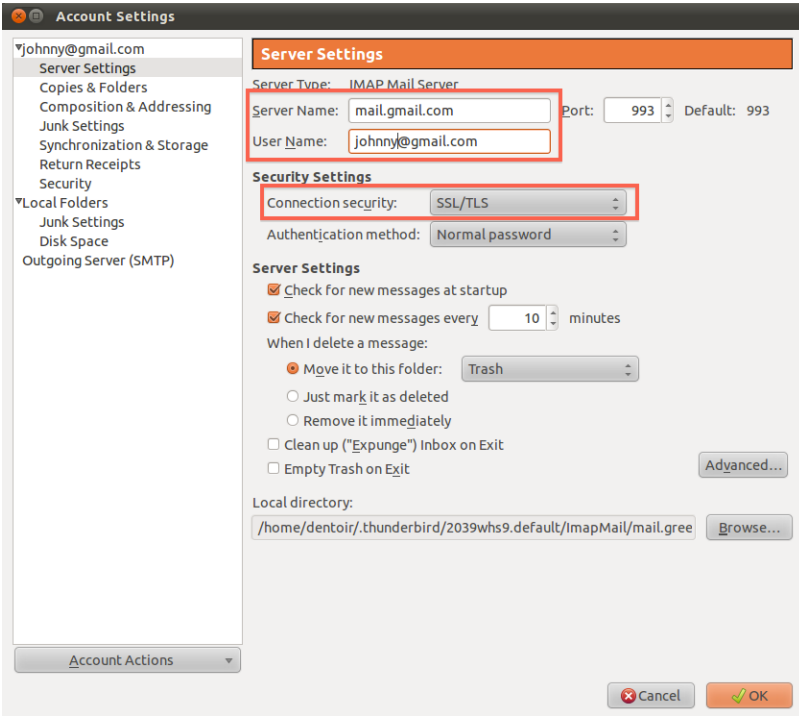 Account Settings
johnny@gmail.com
Server Settings
Copies & Folders
Composition & Addressing
Junk Settings
Synchronization & Storage
Return Receipts
Security
Local Folders
Junk Settings
Disk Space
Outgoing Server (SMTP)
Account Actions
Server Settings
Server Type: IMAP Mail Server
Server Name: mail.gmail.com Port: 993 Default: 993
User Name: johnny@gmail.com
Security Settings
Connection security: SSL/TLS
Authentication method: Normal password
Server Settings
Check for new messages at startup
Check for new messages every 10 minutes
When I delete a message:
Move it to this folder: Trash
Just mark it as deleted
Remove it immediately
Clean up ("Expunge") Inbox on Exit
Empty Trash on Exit
Advanced...
Local directory:
/home/dentoir/.thunderbird/2039whs9.default/ImapMail/mail.gree Browse...
Cancel OK